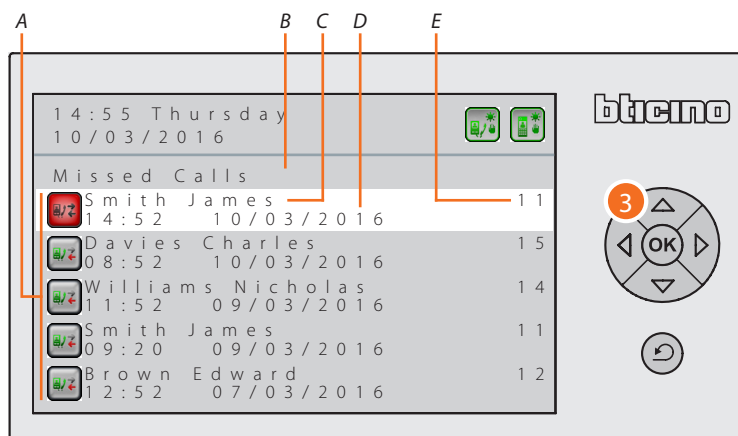 A B C D E
14:55 Thursday
10/03/2016
bticino
Missed Calls
Smith James 11
14:52 10/03/2016
3
Davies Charles 15
08:52 10/03/2016
OK
Williams Nicholas 14
11:52 09/03/2016
Smith James 11
09:20 09/03/2016
Brown Edward 12
12:52 07/03/2016